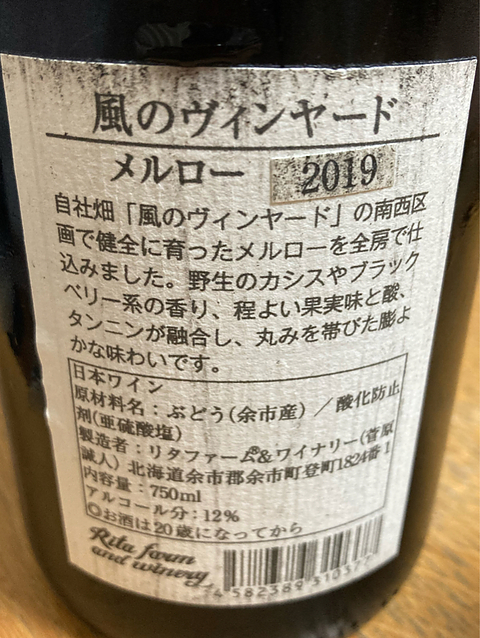 風のヴィンヤード
メルロー 2019
自社畑「風のヴィンヤード」の南西区
画で健全に育ったメルローを全房で仕
込みました。野生のカシスやブラック
ベリー系の香り、程よい果実味と酸、
タンニンが融合し、丸みを帯びた膨よ
かな味わいです。
日本ワイン
原材料名：ぶどう(余市産)／酸化防止
剤(亜硫酸塩)
製造者：リタファーム&ワイナリー(菅原
誠人) 北海道余市郡余市町登町1824番1
内容量：750ml
アルコール分：12%
◎お酒は20歳になってから
Rita farm
and winery
4 582389 31037